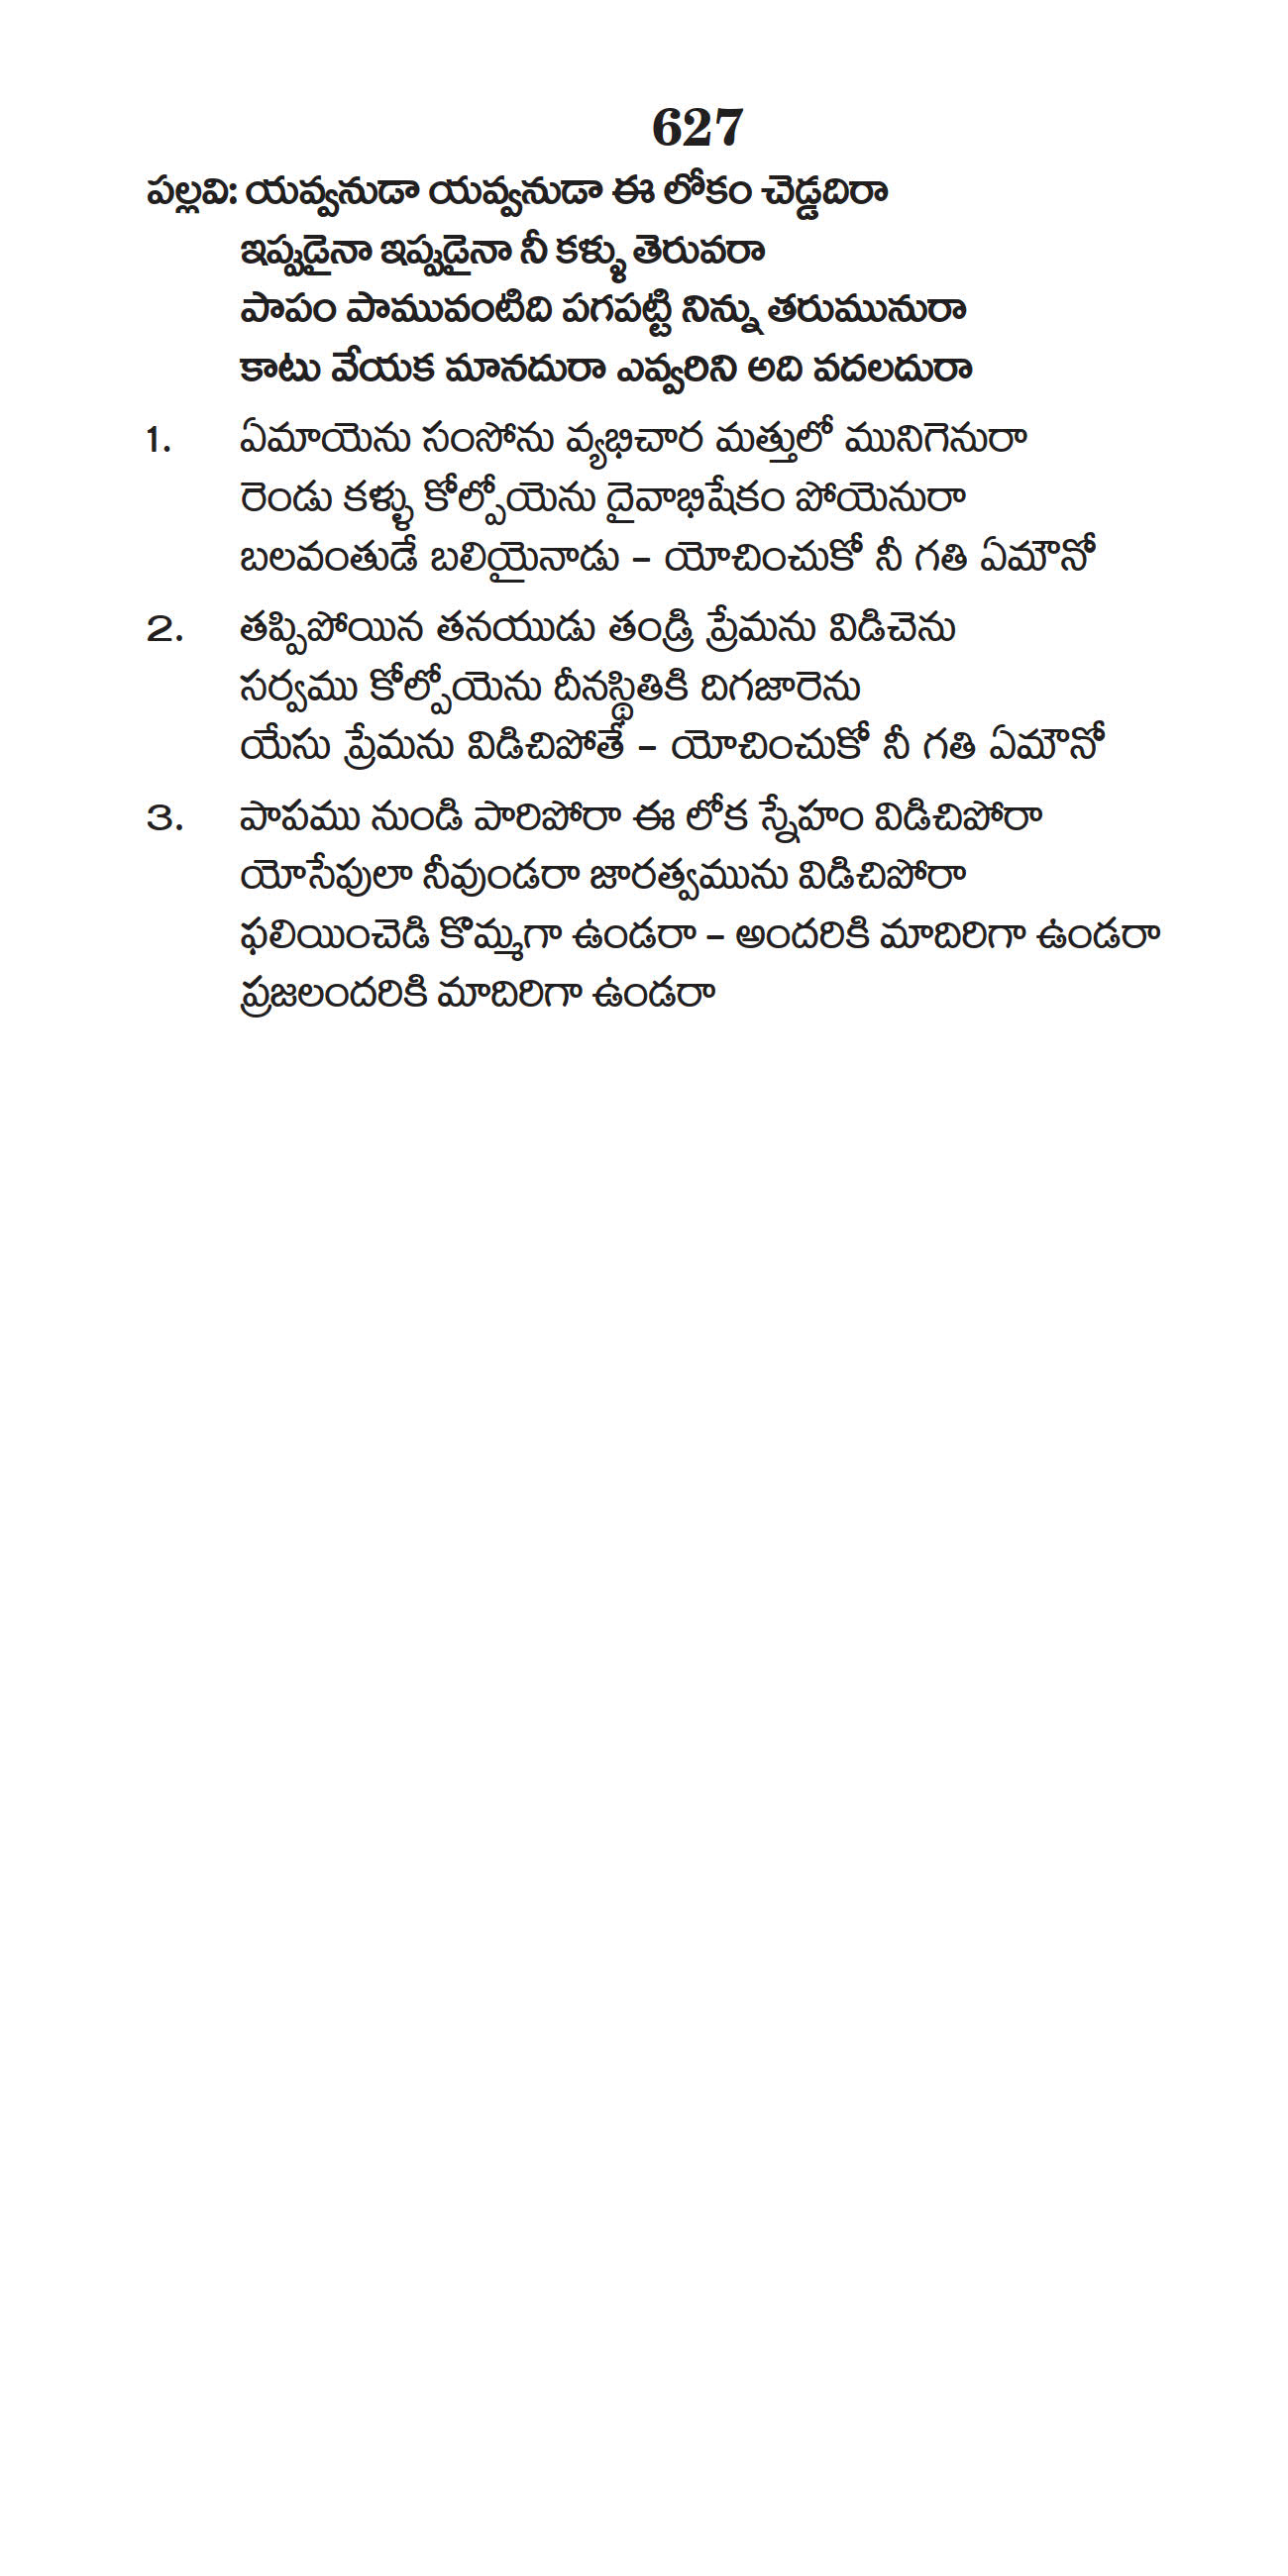 627
పల్లవి: యవ్వనుడా యవ్వనుడా ఈ లోకం చెడ్డదిరా
ఇప్పుడైనా ఇప్పుడైనా నీ కళ్ళు తెరువరా
పాపం పామువంటిది పగపట్టి నిన్ను తరుమునురా
కాటు వేయక మానదురా ఎవ్వరిని అది వదలదురా
1. ఏమాయెను సంసోను వ్యభిచార మత్తులో మునిగెనురా
రెండు కళ్ళు కోల్పోయెను దైవాభిషేకం పోయెనురా
బలవంతుడే బలియైనాడు – యోచించుకో నీ గతి ఏమౌనో
2. తప్పిపోయిన తనయుడు తండ్రి ప్రేమను విడిచెను
సర్వము కోల్పోయెను దీనస్థితికి దిగజారెను
యేసు ప్రేమను విడిచిపోతే – యోచించుకో నీ గతి ఏమౌనో
3. పాపము నుండి పారిపోరా ఈ లోక స్నేహం విడిచిపోరా
యోసేపులా నీవుండరా జారత్వమును విడిచిపోరా
ఫలియించెడి కొమ్మగా ఉండరా – అందరికి మాదిరిగా ఉండరా
ప్రజలందరికి మాదిరిగా ఉండరా